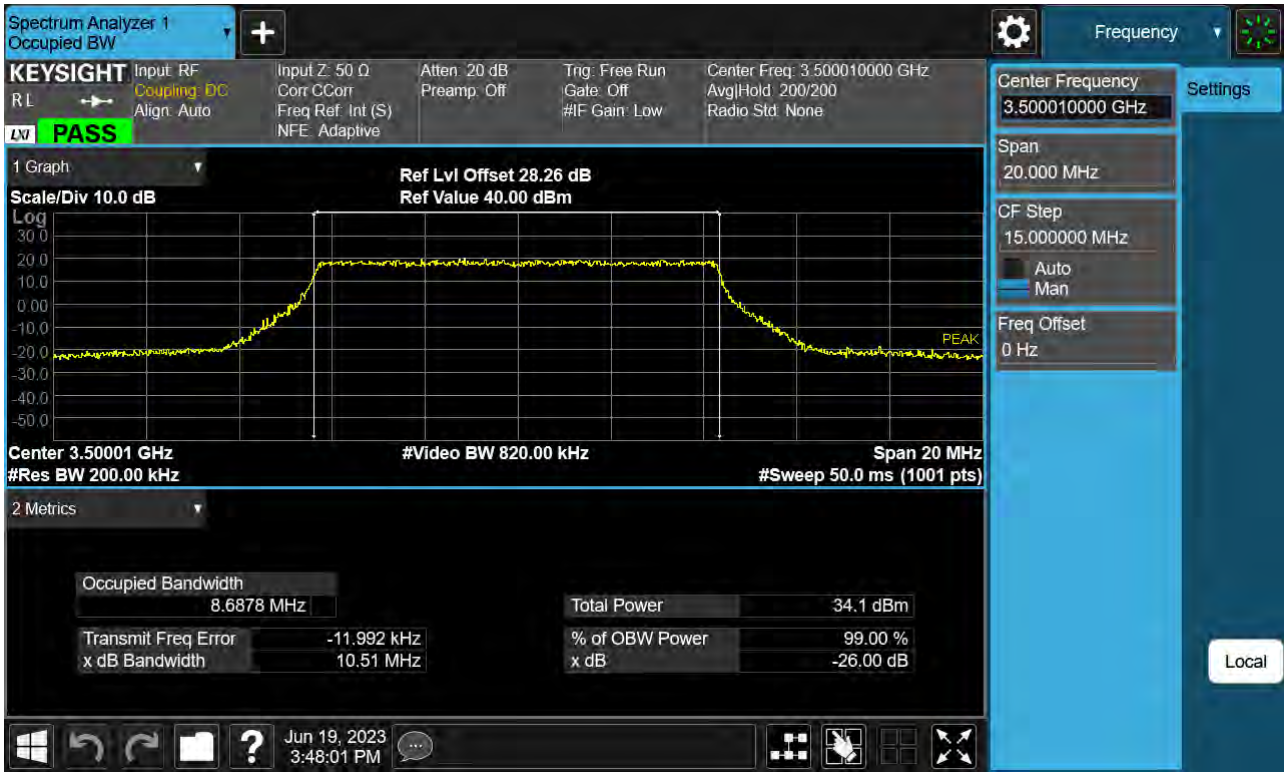 Spectrum Analyzer 1
Occupied BW
Frequency
KEYSIGHT
RL
LXI
PASS
Input: RF
Coupling: DC
Align: Auto
Input Z: 50 Ω
Corr CCorr
Freq Ref: Int (S)
NFE: Adaptive
Atten: 20 dB
Preamp: Off
Trig: Free Run
Gate: Off
#IF Gain: Low
Center Freq: 3.500010000 GHz
Avg|Hold: 200/200
Radio Std: None
Center Frequency
3.500010000 GHz
Settings
Span
20.000 MHz
CF Step
15.000000 MHz
Auto
Man
Freq Offset
0 Hz
Local
1 Graph
Scale/Div 10.0 dB
Ref Lvl Offset 28.26 dB
Ref Value 40.00 dBm
Log
30.0
20.0
10.0
0.00
-10.0
-20.0
-30.0
-40.0
-50.0
PEAK
Center 3.50001 GHz
#Video BW 820.00 kHz
Span 20 MHz
#Res BW 200.00 kHz
#Sweep 50.0 ms (1001 pts)
2 Metrics
Occupied Bandwidth
8.6878 MHz
Total Power 34.1 dBm
Transmit Freq Error -11.992 kHz
% of OBW Power 99.00 %
x dB Bandwidth 10.51 MHz
x dB -26.00 dB
?
Jun 19, 2023
3:48:01 PM